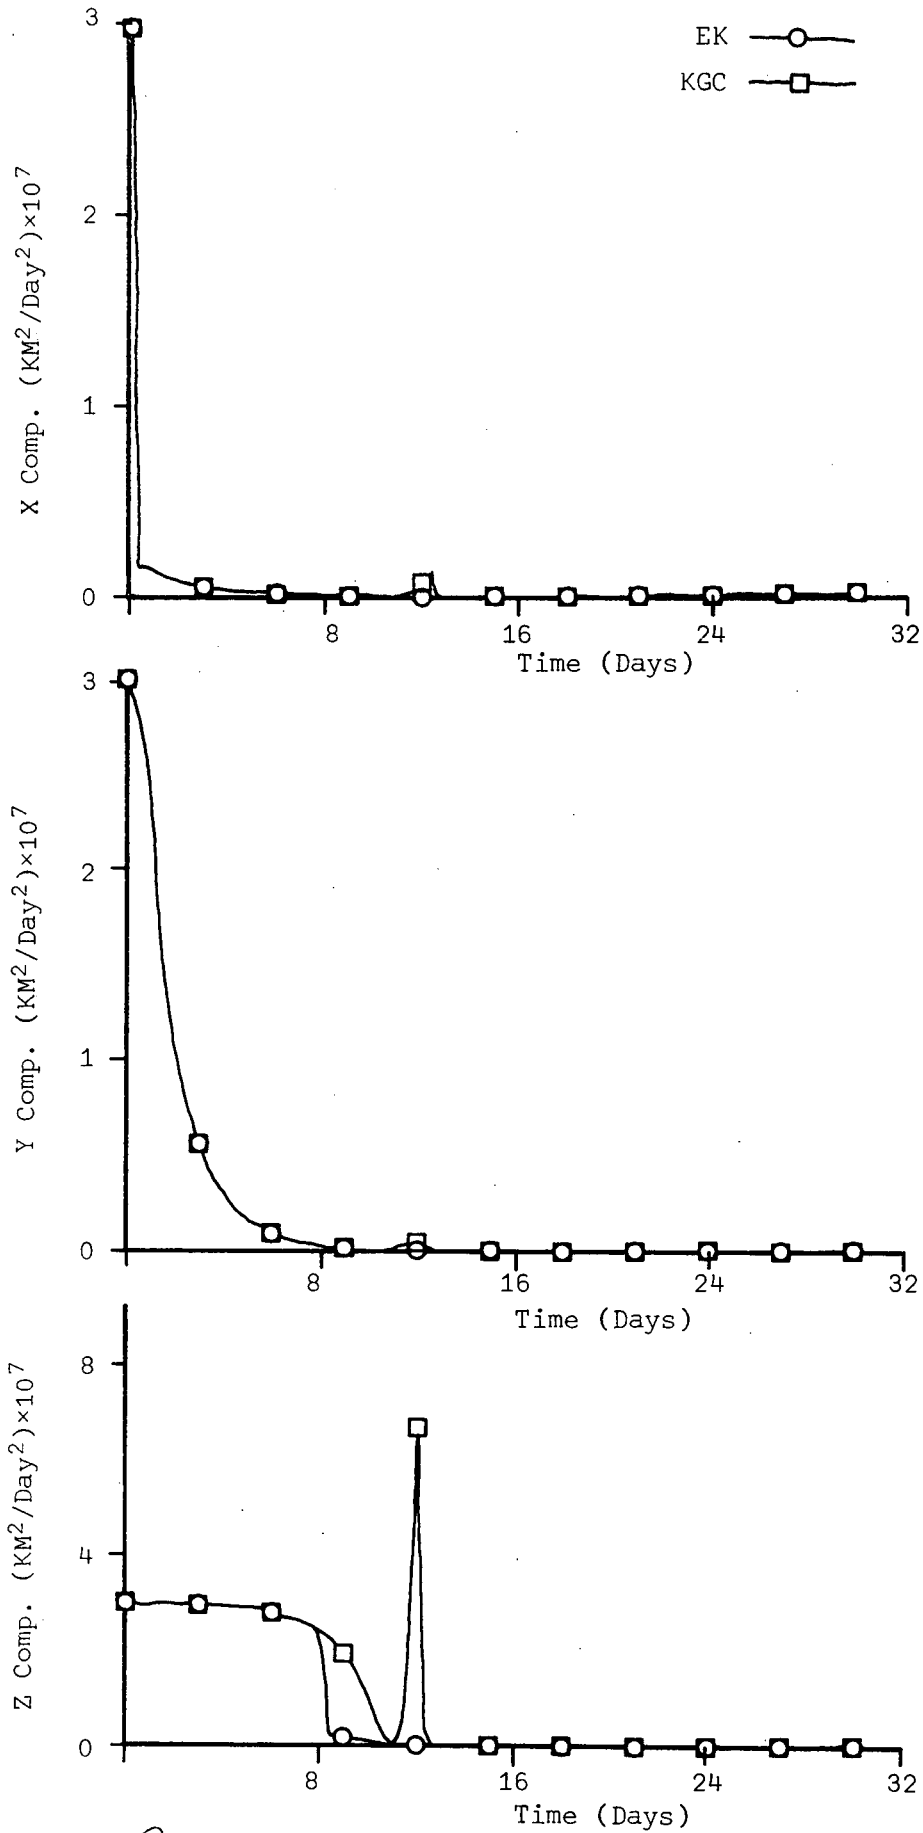 EK
KGC
X Comp. (KM²/Day²)×10⁷
3
2
1
0
8
16
24
32
Time (Days)
Y Comp. (KM²/Day²)×10⁷
3
2
1
0
8
16
24
32
Time (Days)
Z Comp. (KM²/Day²)×10⁷
8
4
0
8
16
24
32
Time (Days)